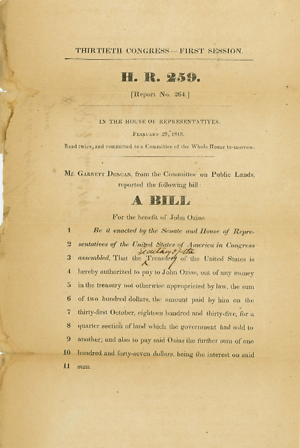 THIRTIETH CONGRESS—FIRST SESSION.
H. R. 259.
[Report No. 264.]
IN THE HOUSE OF REPRESENTATIVES.
FEBRUARY 29, 1848.
Read twice, and committed to a Committee of the Whole House to-morrow.
Mr. GARNETT DUNCAN, from the Committee on Public Lands,
reported the following bill
A BILL
For the benefit of John Ozias
1 Be it enacted by the Senate and House of Repre-
2 sentatives of the United States of America in Congress
secretary of the
3 assembled, That the Treasury of the United States is
4 hereby authorized to pay to John Ozias, out of any money
5 in the treasury not otherwise appropriated by law, the sum
6 of two hundred dollars, the amount paid by him on the
7 thirty-first October, eighteen hundred and thirty-five, for a
8 quarter section of land which the government had sold to
9 another; and also to pay said Ozias the further sum of one
10 hundred and forty-seven dollars, being the interest on said
11 sum.